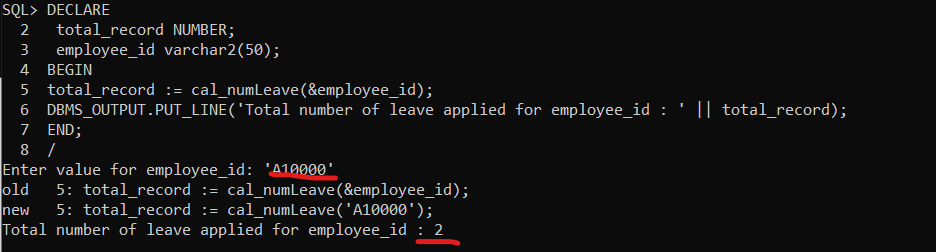 SQL> DECLARE
  2   total_record NUMBER;
  3   employee_id varchar2(50);
  4  BEGIN
  5  total_record := cal_numLeave(&employee_id);
  6  DBMS_OUTPUT.PUT_LINE('Total number of leave applied for employee_id : ' || total_record);
  7  END;
  8  /
Enter value for employee_id: 'A10000'
old   5: total_record := cal_numLeave(&employee_id);
new   5: total_record := cal_numLeave('A10000');
Total number of leave applied for employee_id : 2